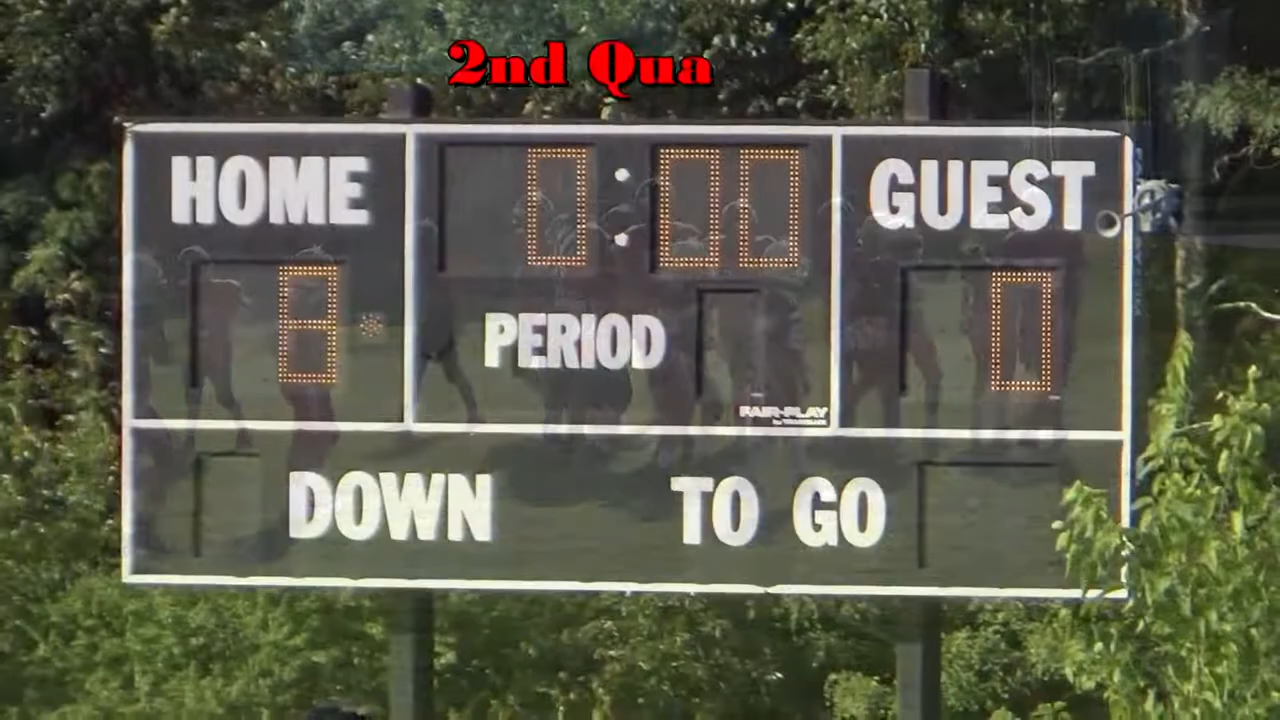 2nd Qua
HOME 0:00 GUEST
8 PERIOD 0
FAIR-PLAY
DOWN TO GO